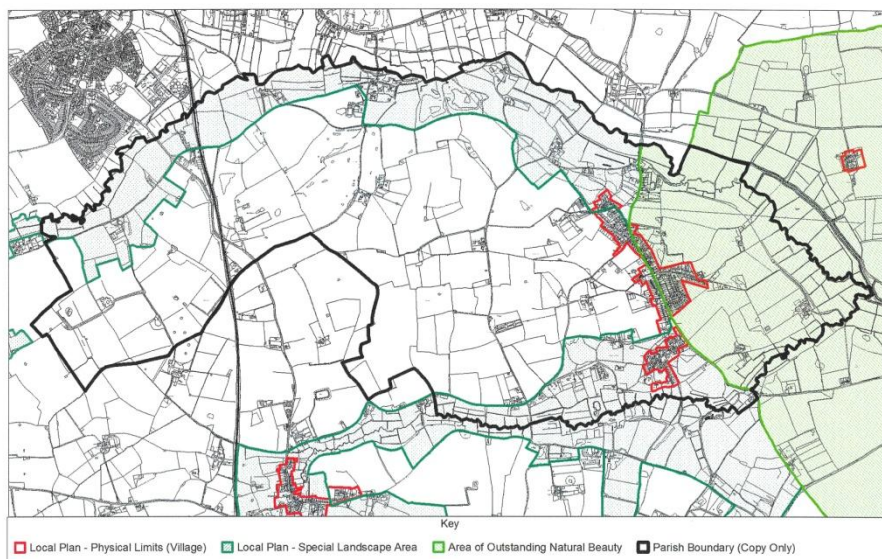 Key
Local Plan - Physical Limits (Village) Local Plan - Special Landscape Area Area of Outstanding Natural Beauty Parish Boundary (Copy Only)